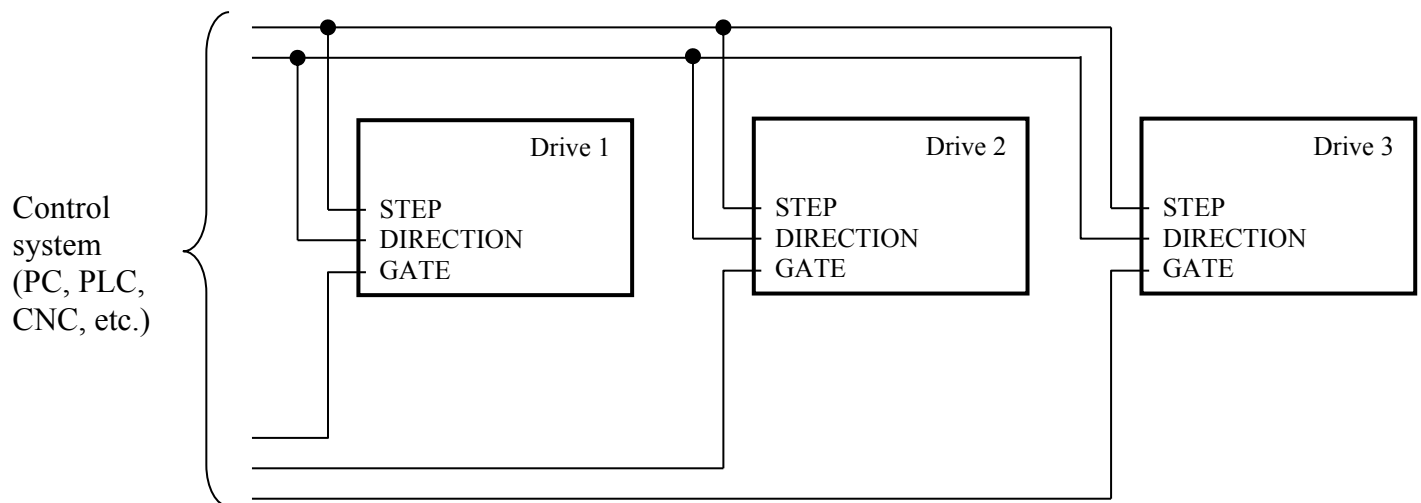 Control
system
(PC, PLC,
CNC, etc.)
Drive 1
STEP
DIRECTION
GATE
Drive 2
STEP
DIRECTION
GATE
Drive 3
STEP
DIRECTION
GATE